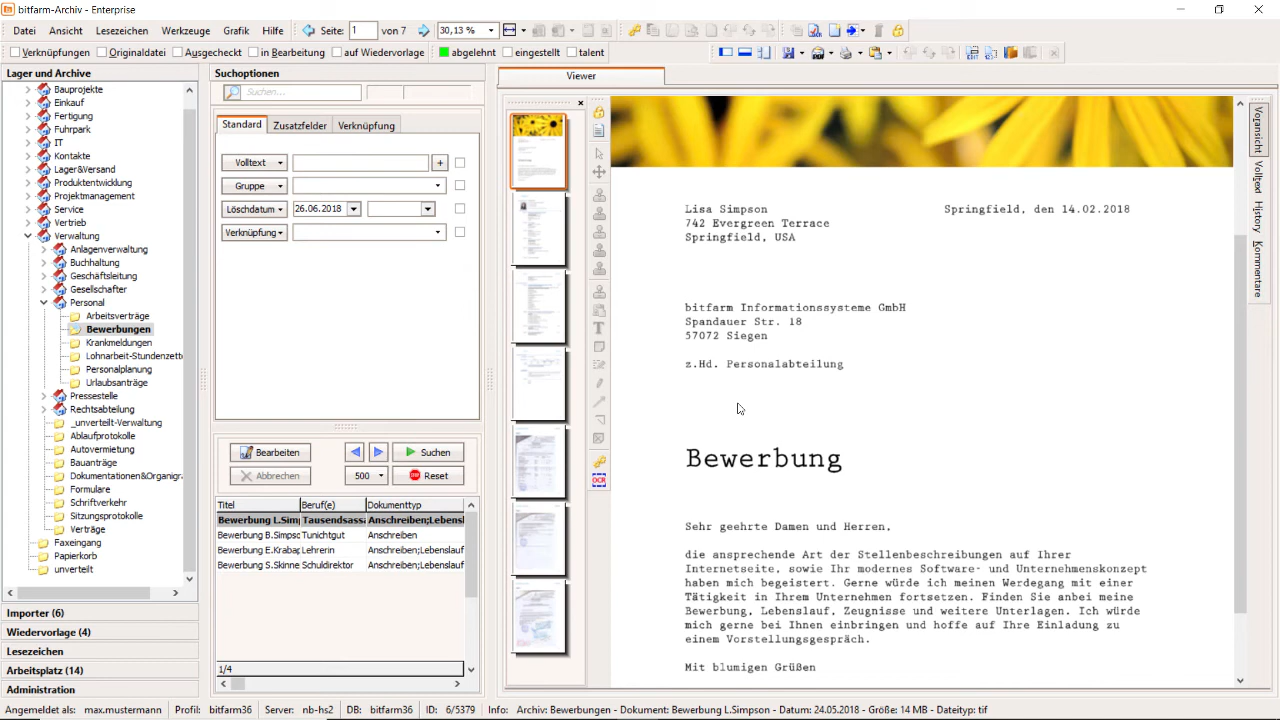 bitfarm-Archiv - Enterprise
Datei Ansicht Lesezeichen Werkzeuge Grafik Hilfe Seite: 1 von 7 30,13 %
Verknüpfungen Originaldatei Ausgecheckt in Bearbeitung auf Wiedervorlage abgelehnt eingestellt talent
Lager und Archive
Bauprojekte
Einkauf
Fertigung
Fuhrpark
IT
Kontakte
Lager&Versand
Produktentwicklung
Projektmanagement
Service
Vertrieb
Verwaltung
Anlagenverwaltung
Buchhaltung
Geschäftsleitung
Gesellschafter
Personal
Arbeitsverträge
Bewerbungen
Krankmeldungen
Lohnarbeit-Stundenzett
Personalplanung
Urlaubsanträge
Pressestelle
Rechtsabteilung
_unverteilt-Verwaltung
Ablaufprotokolle
Autovermietung
Bauanträge
Dokumentationen&Organigr
Formulare
Schriftverkehr
Sitzungsprotokolle
Verträge
Faxeingang
Papierkorb
unverteilt
Importer (6)
Wiedervorlage (4)
Lesezeichen
Arbeitsplatz (14)
Administration
Suchoptionen
Suchen...
Standard Zusatzfelder Verknüpfung
Volltext +
Gruppe
Löschdatum 26.06.2018
Verknüpfung
Bearbeiten Suchen
Abbrechen 500 Reset
Titel Beruf(e) Dokumenttyp
Bewerbung L.Simp Tausendsass Anschreiben;Lebensl
Bewerbung B.Simpsc Tunichtgut Anschreiben
Bewerbung E.Krabap Lehrerin Anschreiben;Lebenslauf
Bewerbung S.Skinne Schuldirektor Anschreiben;Lebenslauf
1/4
Viewer
Lisa Simpson Springfield, den 14.02.2018
742 Evergreen Terrace
Springfield, USA
bitfarm Informationssysteme GmbH
Spandauer Str. 18
57072 Siegen
z.Hd. Personalabteilung
Bewerbung
Sehr geehrte Damen und Herren,
die ansprechende Art der Stellenbeschreibungen auf Ihrer
Internetseite, sowie Ihr modernes Software- und Unternehmenskonzept
haben mich begeistert. Gerne würde ich meinen Werdegang mit einer
Tätigkeit in Ihrem Unternehmen fortsetzen. Finden Sie anbei meine
Bewerbung, Lebenslauf, Zeugnisse und weitere Unterlagen. Ich würde
mich gerne bei Ihnen einbringen und hoffe auf Ihre Einladung zu
einem Vorstellungsgespräch.
Mit blumigen Grüßen
OCR
Voransicht
Volltext
History
Kommentare
Angemeldet als: max.mustermann Profil: bitfarm36 Server: nb-hs2 DB: bitfarm36 ID: 6/5379 Info: Archiv: Bewerbungen - Dokument: Bewerbung L.Simpson - Datum: 24.05.2018 - Größe: 14 MB - Dateityp: tif